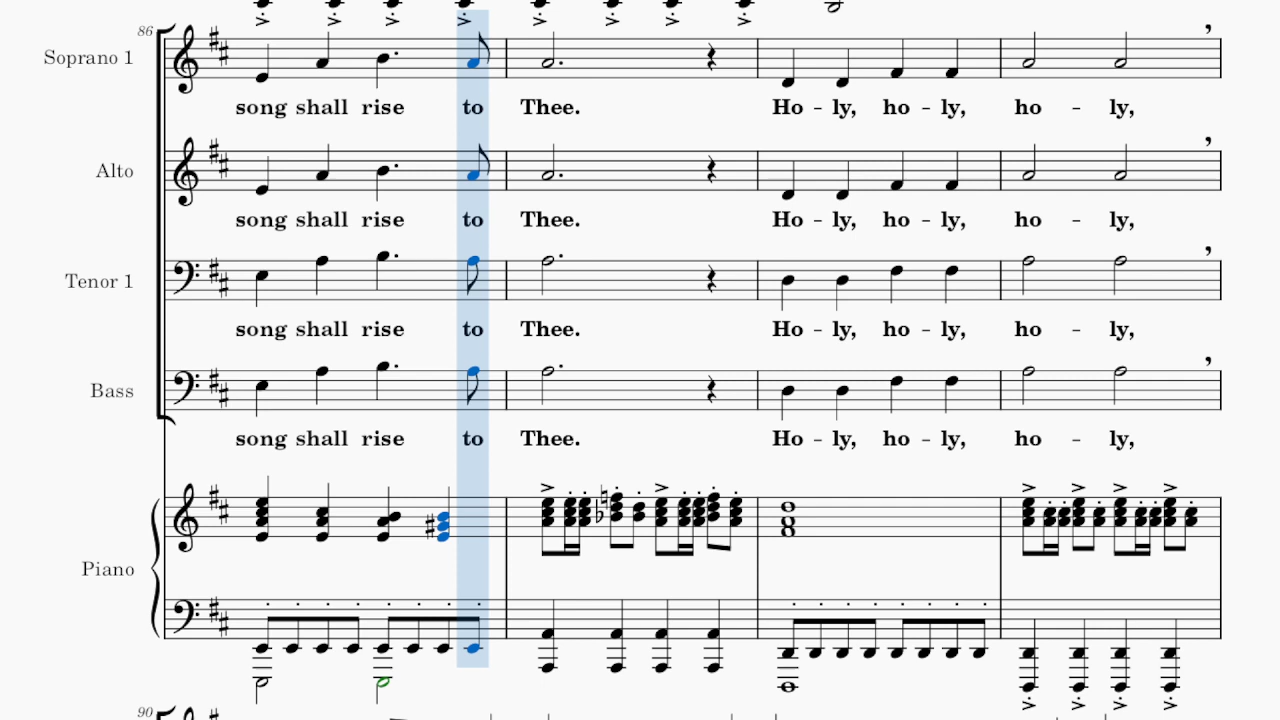 86
Soprano 1
song shall rise to Thee. Ho - ly, ho - ly, ho - ly,
Alto
song shall rise to Thee. Ho - ly, ho - ly, ho - ly,
Tenor 1
song shall rise to Thee. Ho - ly, ho - ly, ho - ly,
Bass
song shall rise to Thee. Ho - ly, ho - ly, ho - ly,
Piano
90